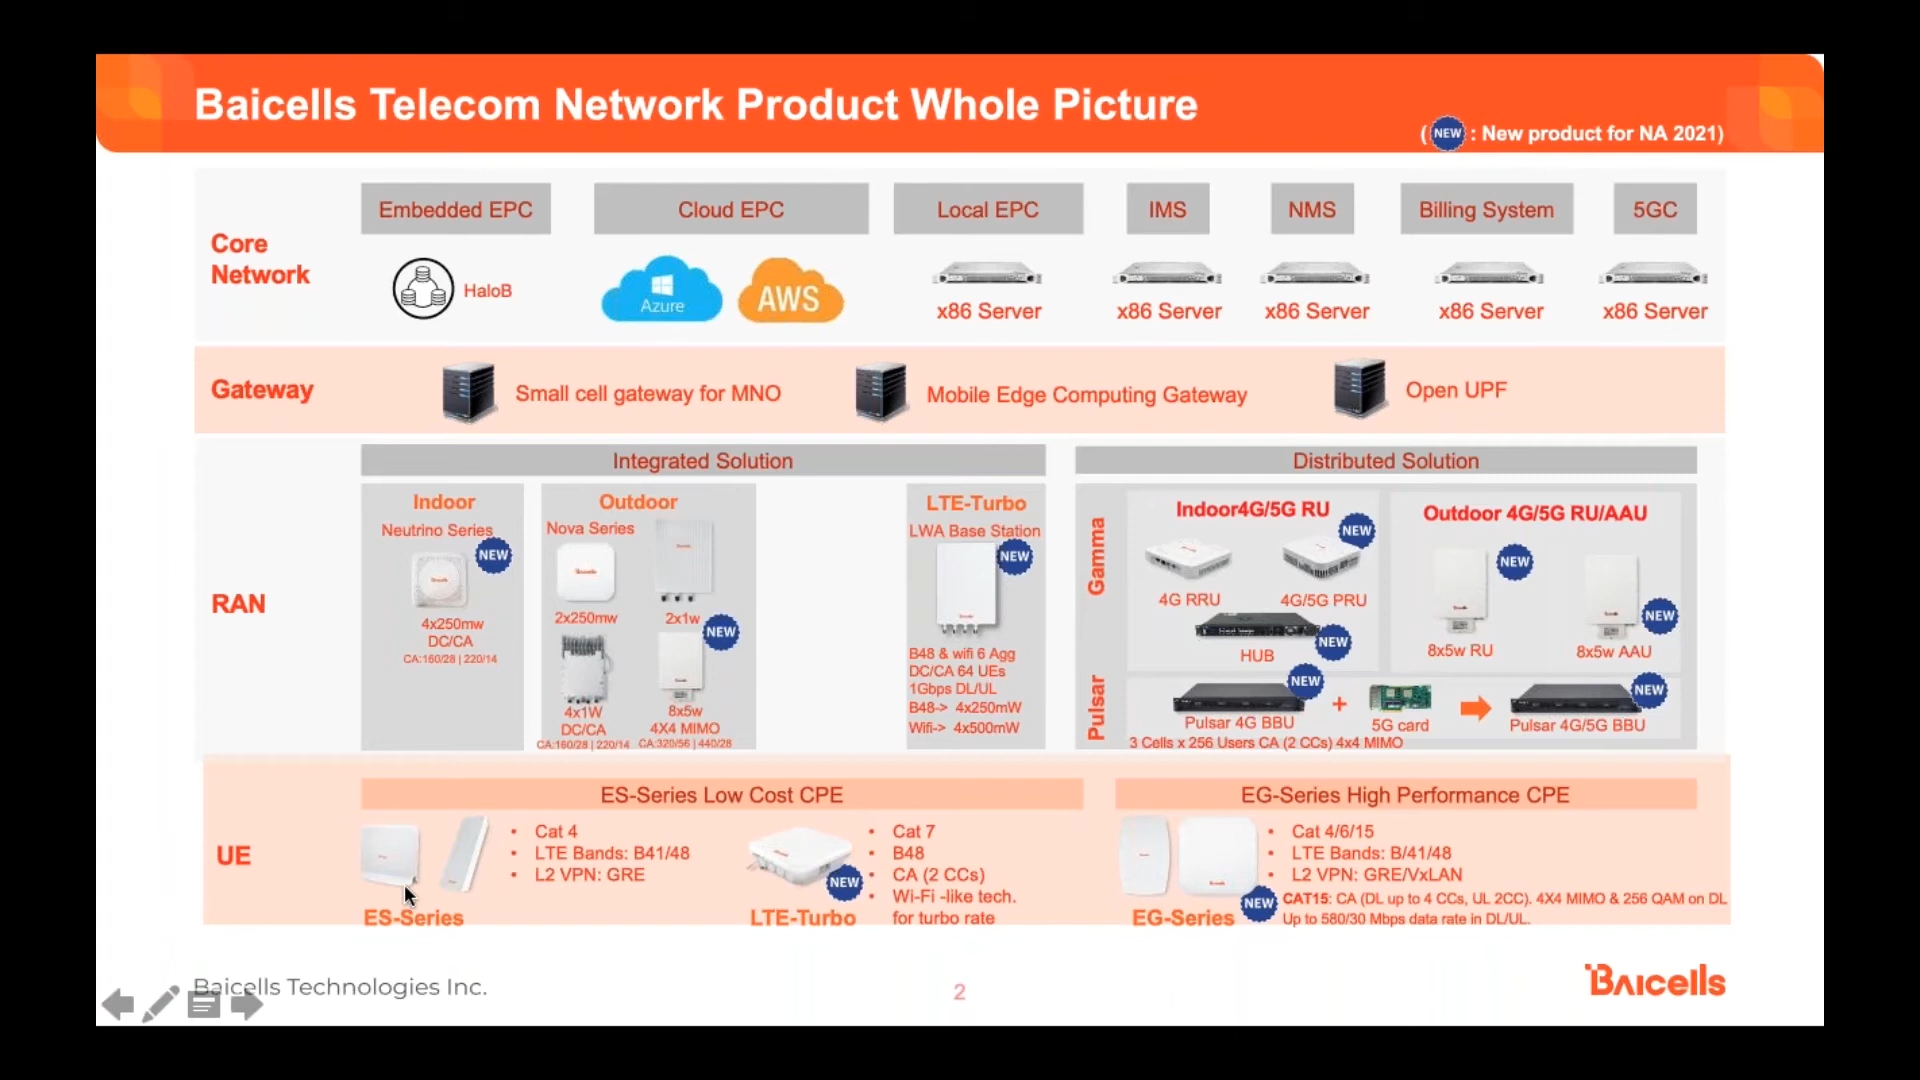 Baicells Telecom Network Product Whole Picture
( NEW : New product for NA 2021)
Core
Network
Embedded EPC
Cloud EPC
Local EPC
IMS
NMS
Billing System
5GC
HaloB
Azure
AWS
x86 Server
x86 Server
x86 Server
x86 Server
x86 Server
Gateway
Small cell gateway for MNO
Mobile Edge Computing Gateway
Open UPF
RAN
Integrated Solution
Indoor
Neutrino Series
NEW
4x250mw
DC/CA
CA:160/28 | 220/14
Outdoor
Nova Series
Baicells
2x250mw
2x1w
NEW
4x1W
DC/CA
CA:160/28 | 220/14
8x5w
4X4 MIMO
CA:320/56 | 440/28
LTE-Turbo
LWA Base Station
NEW
B48 & wifi 6 Agg
DC/CA 64 UEs
1Gbps DL/UL
B48-> 4x250mW
Wifi-> 4x500mW
Distributed Solution
Gamma
Indoor4G/5G RU
NEW
4G RRU
4G/5G PRU
HUB
NEW
Outdoor 4G/5G RU/AAU
NEW
8x5w RU
NEW
8x5w AAU
Pulsar
NEW
Pulsar 4G BBU
+
5G card
NEW
Pulsar 4G/5G BBU
3 Cells x 256 Users CA (2 CCs) 4x4 MIMO
UE
ES-Series Low Cost CPE
ES-Series
• Cat 4
• LTE Bands: B41/48
• L2 VPN: GRE
NEW
LTE-Turbo
• Cat 7
• B48
• CA (2 CCs)
• Wi-Fi -like tech.
for turbo rate
EG-Series High Performance CPE
EG-Series
NEW
• Cat 4/6/15
• LTE Bands: B/41/48
• L2 VPN: GRE/VxLAN
CAT15: CA (DL up to 4 CCs, UL 2CC). 4X4 MIMO & 256 QAM on DL
Up to 580/30 Mbps data rate in DL/UL.
Baicells Technologies Inc.
2
Baicells